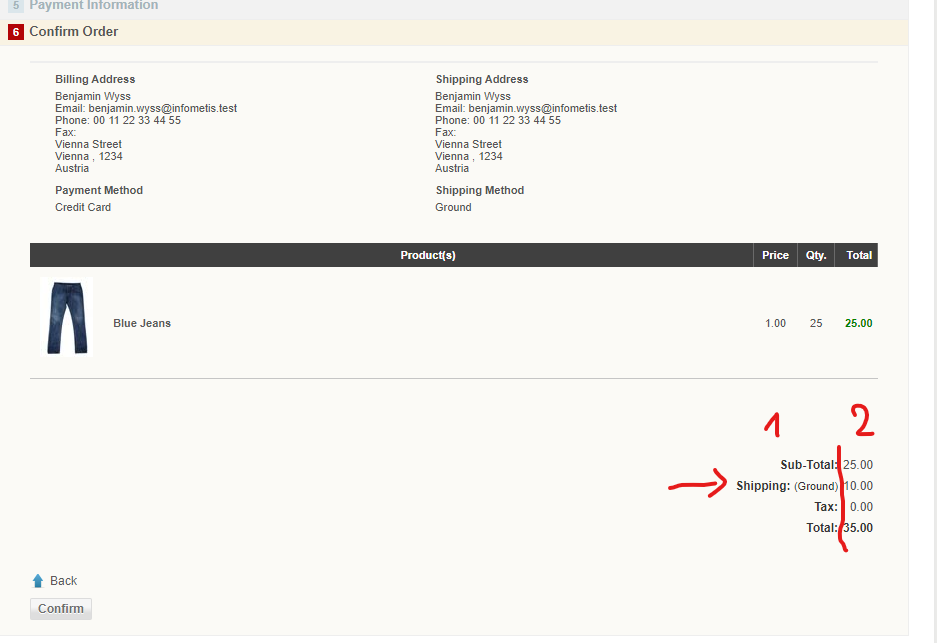 5 Payment Information
6 Confirm Order
Billing Address
Benjamin Wyss
Email: benjamin.wyss@infometis.test
Phone: 00 11 22 33 44 55
Fax:
Vienna Street
Vienna , 1234
Austria
Payment Method
Credit Card
Shipping Address
Benjamin Wyss
Email: benjamin.wyss@infometis.test
Phone: 00 11 22 33 44 55
Fax:
Vienna Street
Vienna , 1234
Austria
Shipping Method
Ground
Product(s) Price Qty. Total
Blue Jeans 1.00 25 25.00
1 2
Sub-Total: 25.00
Shipping: (Ground) 10.00
Tax: 0.00
Total: 35.00
Back
Confirm